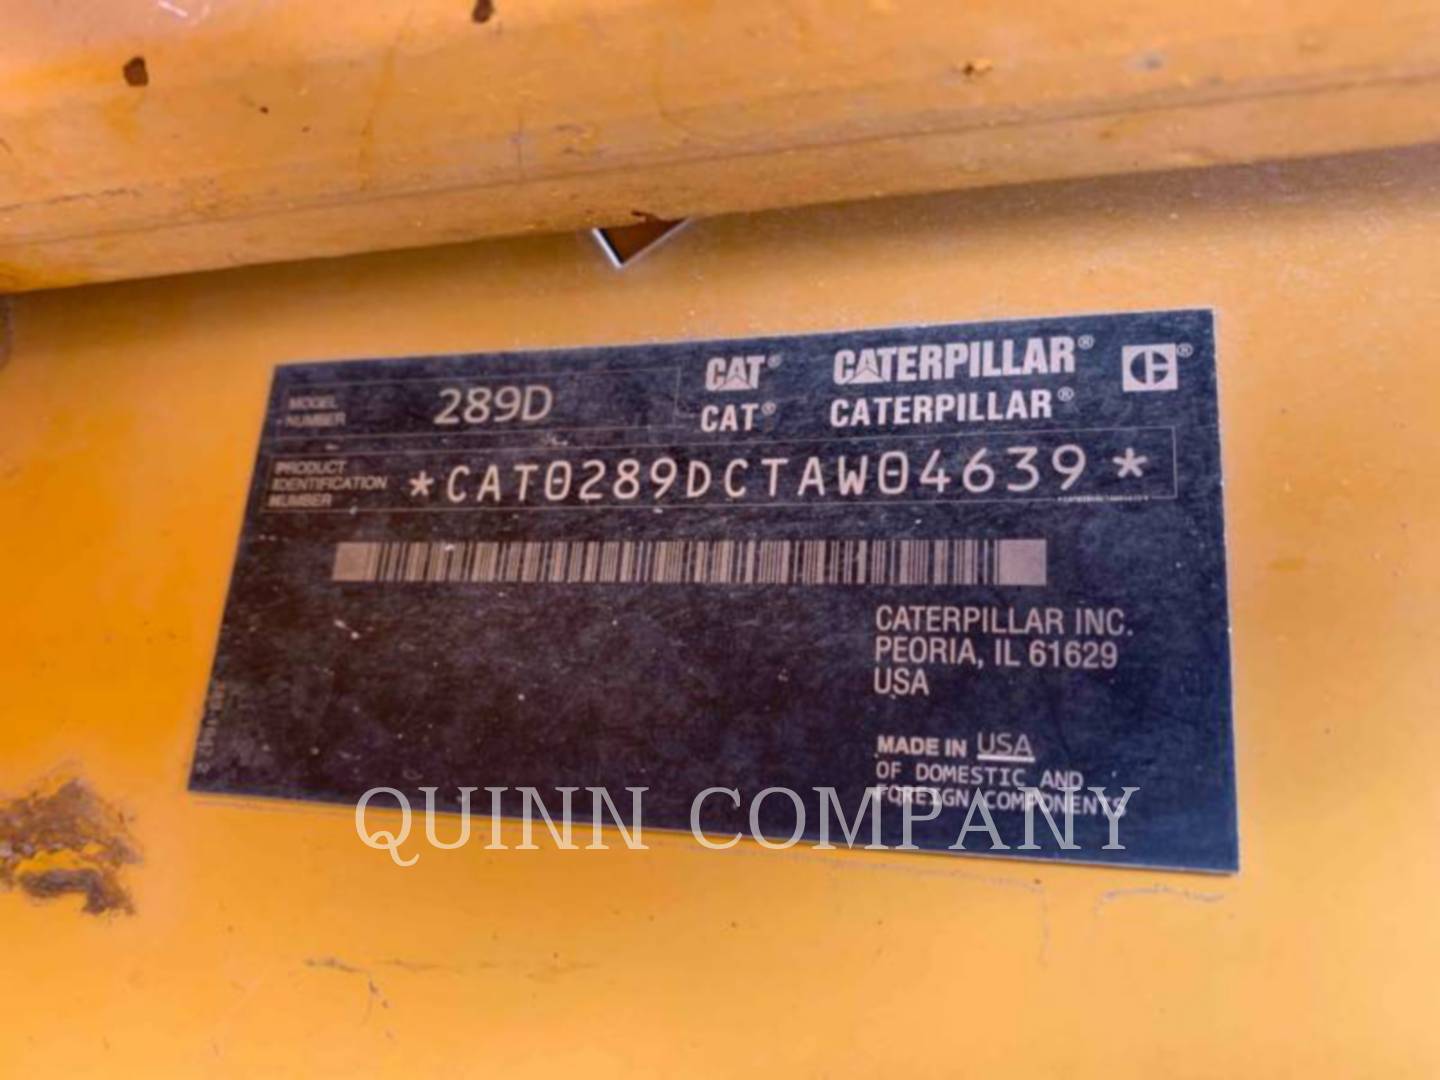 MODEL NUMBER 289D
CAT® CATERPILLAR®
CAT® CATERPILLAR®
PRODUCT IDENTIFICATION NUMBER *CAT0289DCTAW04639*
CATERPILLAR INC.
PEORIA, IL 61629
USA
MADE IN USA
OF DOMESTIC AND
FOREIGN COMPONENTS
QUINN COMPANY